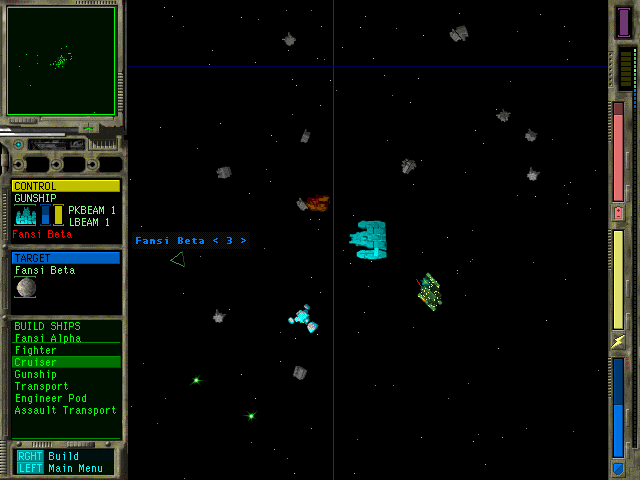 CONTROL
GUNSHIP
PKBEAM 1
LBEAM 1
Fansi Beta
TARGET
Fansi Beta
BUILD SHIPS
Fansi Alpha
Fighter
Cruiser
Gunship
Transport
Engineer Pod
Assault Transport
RGHT Build
LEFT Main Menu
Fansi Beta < 3 >